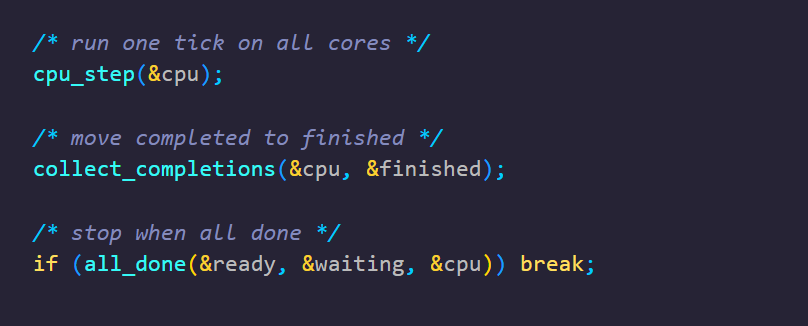 /* run one tick on all cores */
cpu_step(&cpu);
/* move completed to finished */
collect_completions(&cpu, &finished);
/* stop when all done */
if (all_done(&ready, &waiting, &cpu)) break;